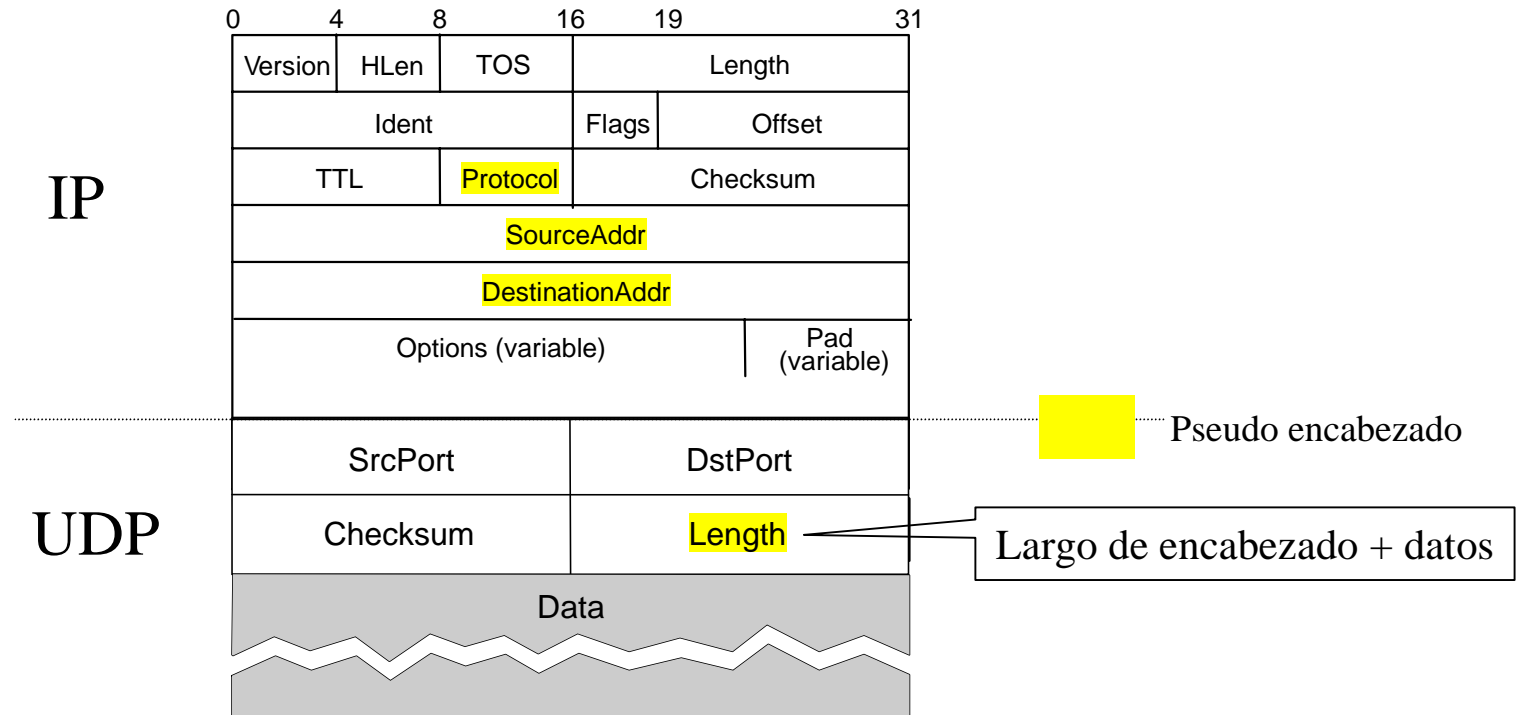 0 4 8 16 19 31
Version HLen TOS Length
Ident Flags Offset
TTL Protocol Checksum
IP
SourceAddr
DestinationAddr
Options (variable) Pad
(variable)
Pseudo encabezado
SrcPort DstPort
UDP
Checksum Length
Largo de encabezado + datos
Data